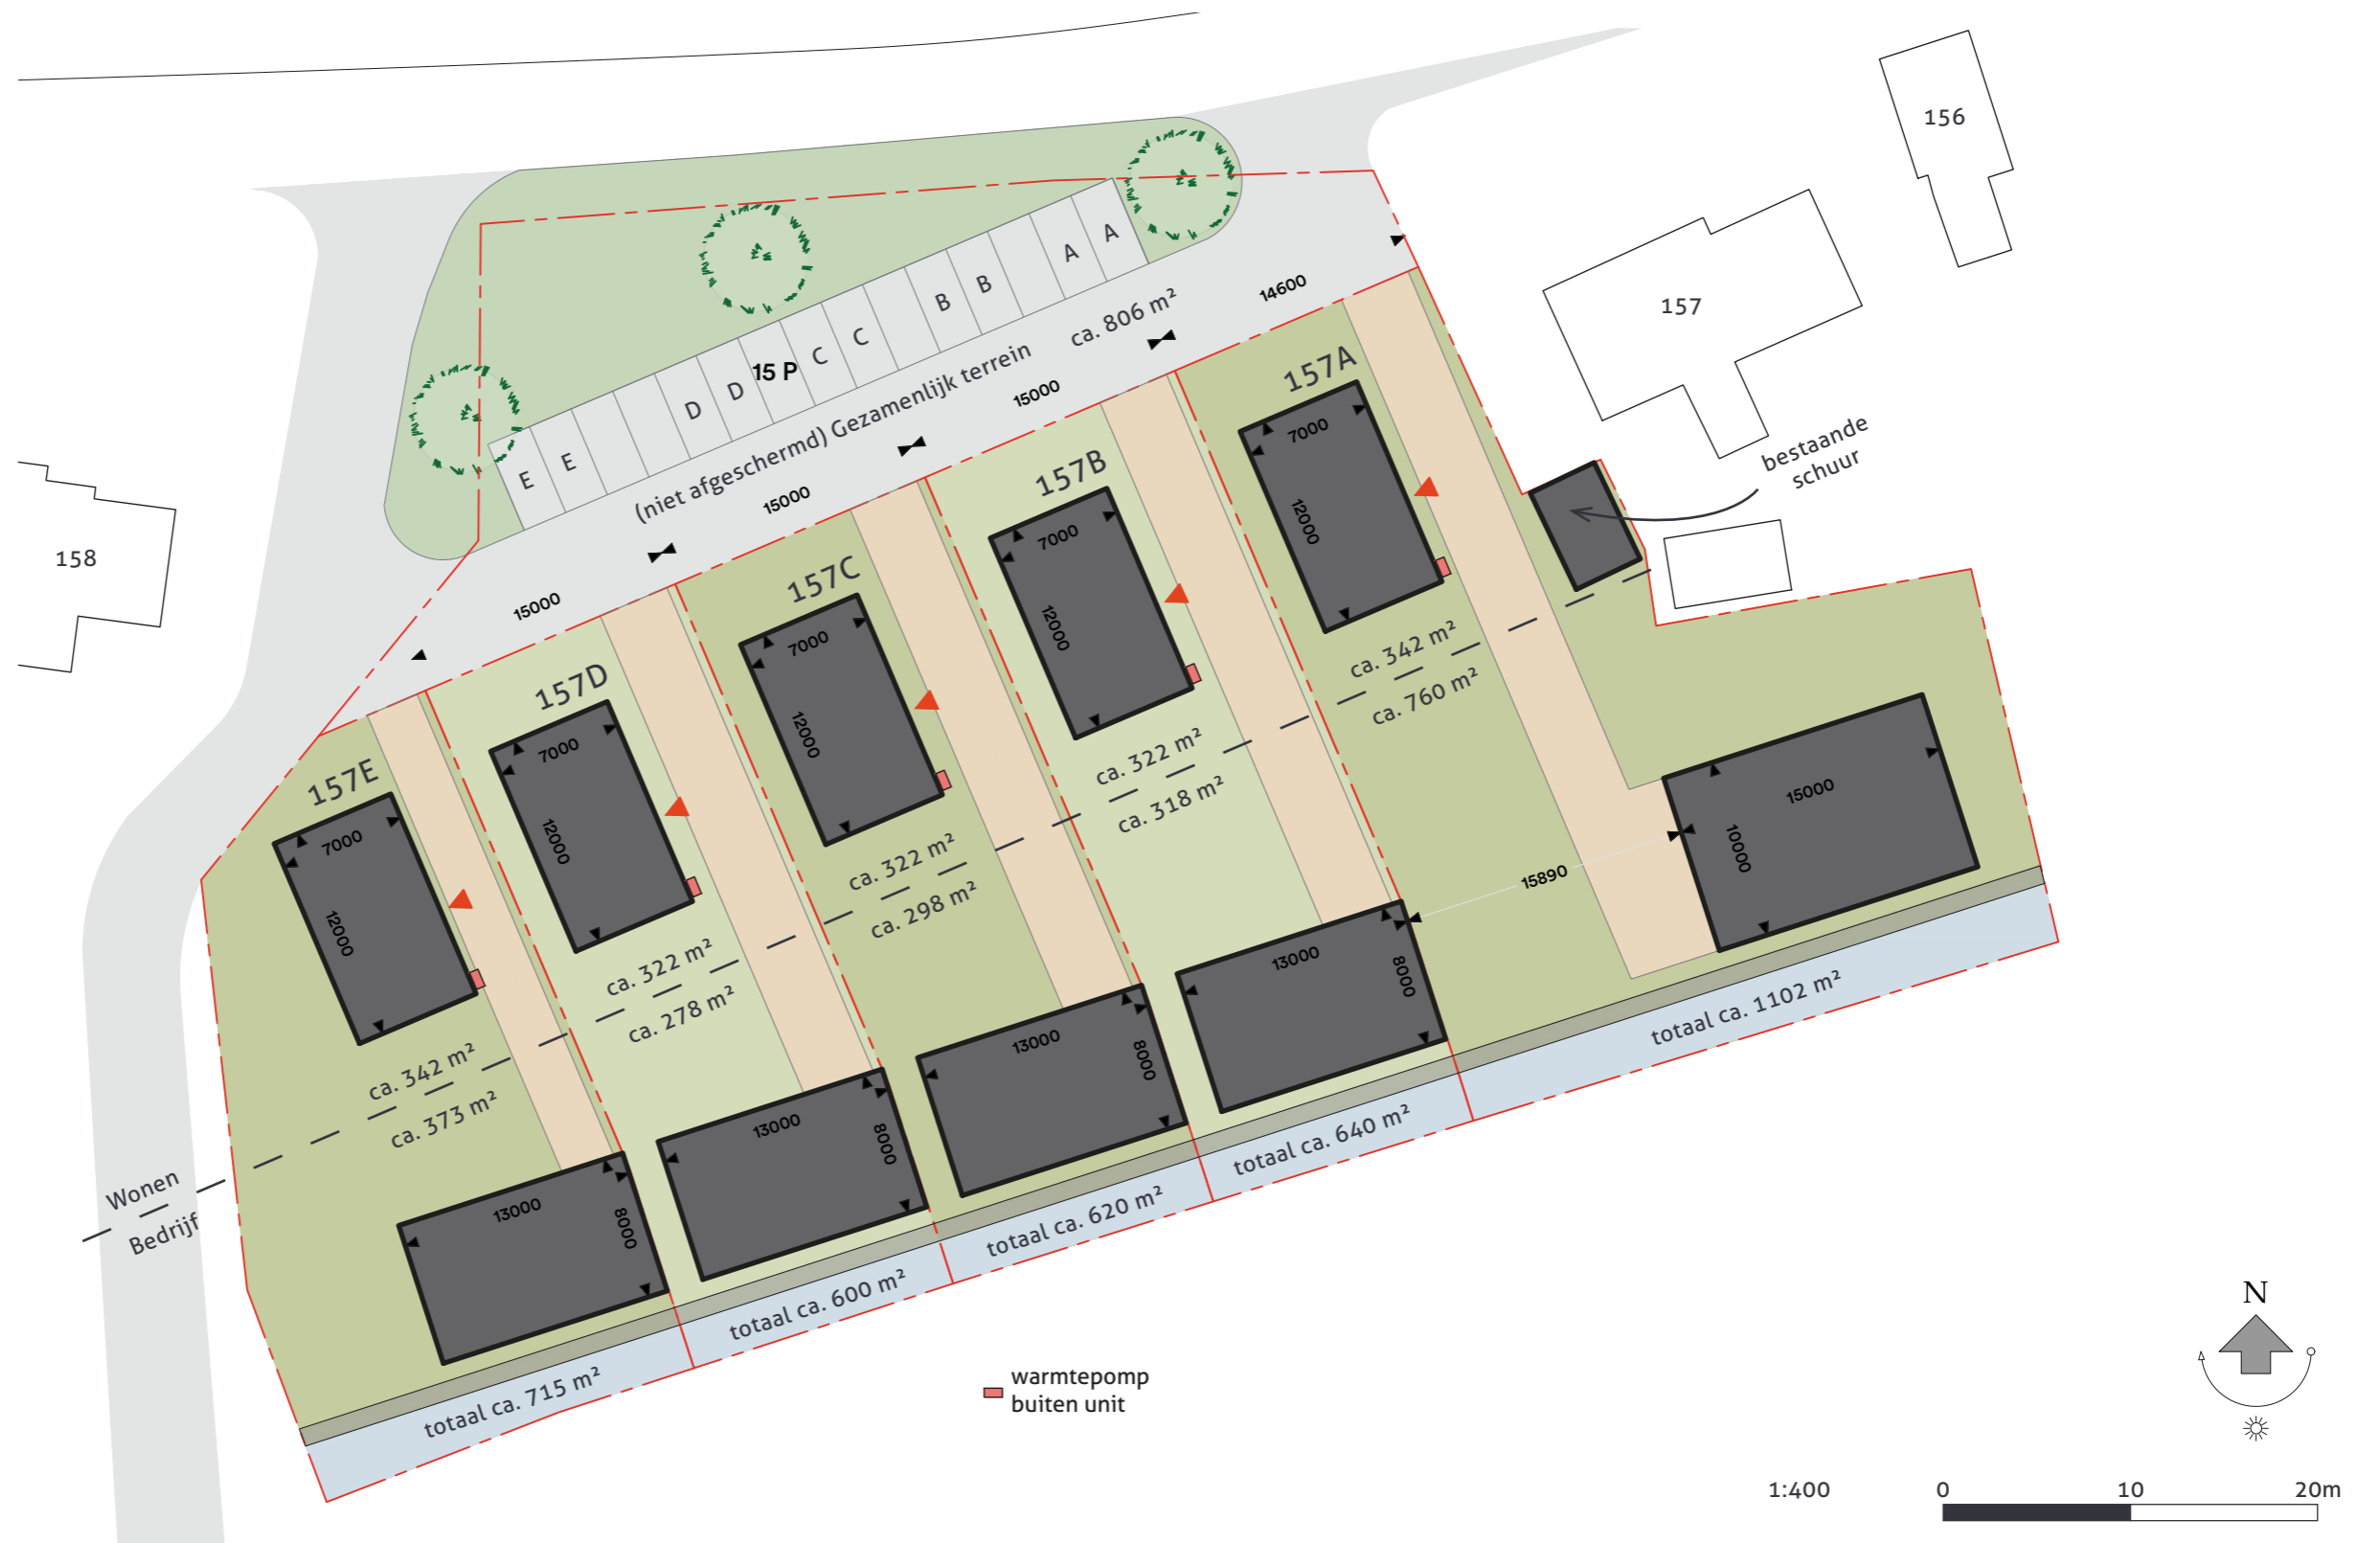 156
157
bestaande
schuur
158
A
A
B
B
C
C
15 P
D
D
E
E
ca. 806 m²
(niet afgeschermd) Gezamenlijk terrein
14600
15000
15000
15000
157A
7000
12000
ca. 342 m²
ca. 760 m²
157B
7000
12000
ca. 322 m²
ca. 318 m²
157C
7000
12000
ca. 322 m²
ca. 298 m²
157D
7000
12000
ca. 322 m²
ca. 278 m²
157E
7000
12000
ca. 342 m²
ca. 373 m²
Wonen
Bedrijf
15000
10000
15890
13000
8000
13000
8000
13000
8000
13000
8000
totaal ca. 1102 m²
totaal ca. 640 m²
totaal ca. 620 m²
totaal ca. 600 m²
totaal ca. 715 m²
warmtepomp
buiten unit
N
1:400
0
10
20m